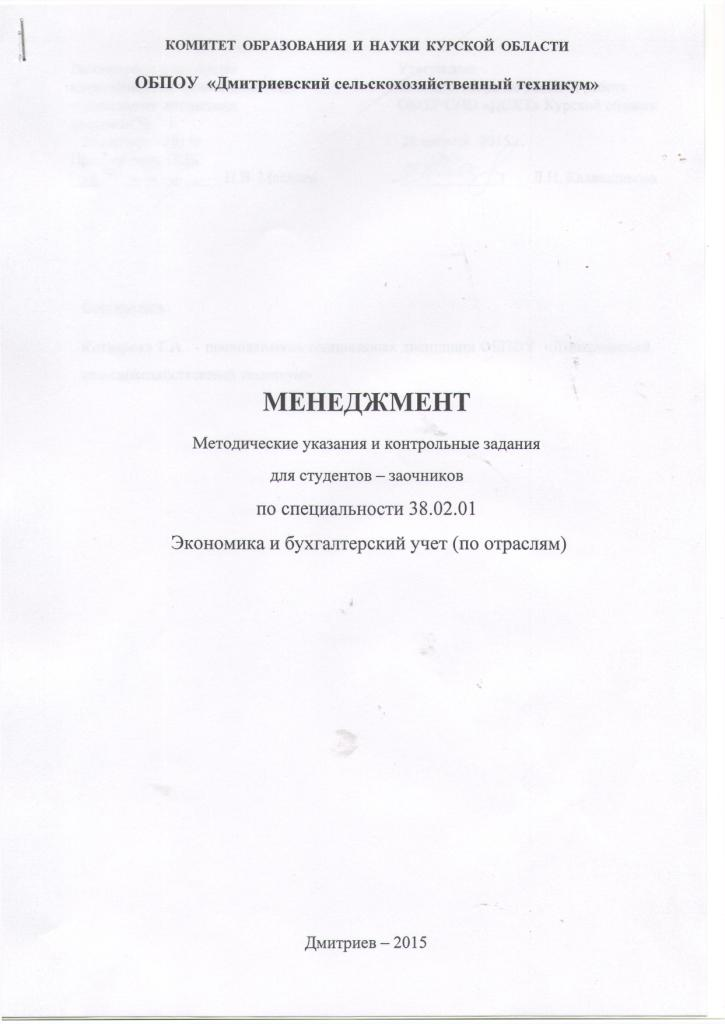 КОМИТЕТ ОБРАЗОВАНИЯ И НАУКИ КУРСКОЙ ОБЛАСТИ
ОБПОУ «Дмитриевский сельскохозяйственный техникум»
МЕНЕДЖМЕНТ
Методические указания и контрольные задания
для студентов – заочников
по специальности 38.02.01
Экономика и бухгалтерский учет (по отраслям)
Дмитриев – 2015